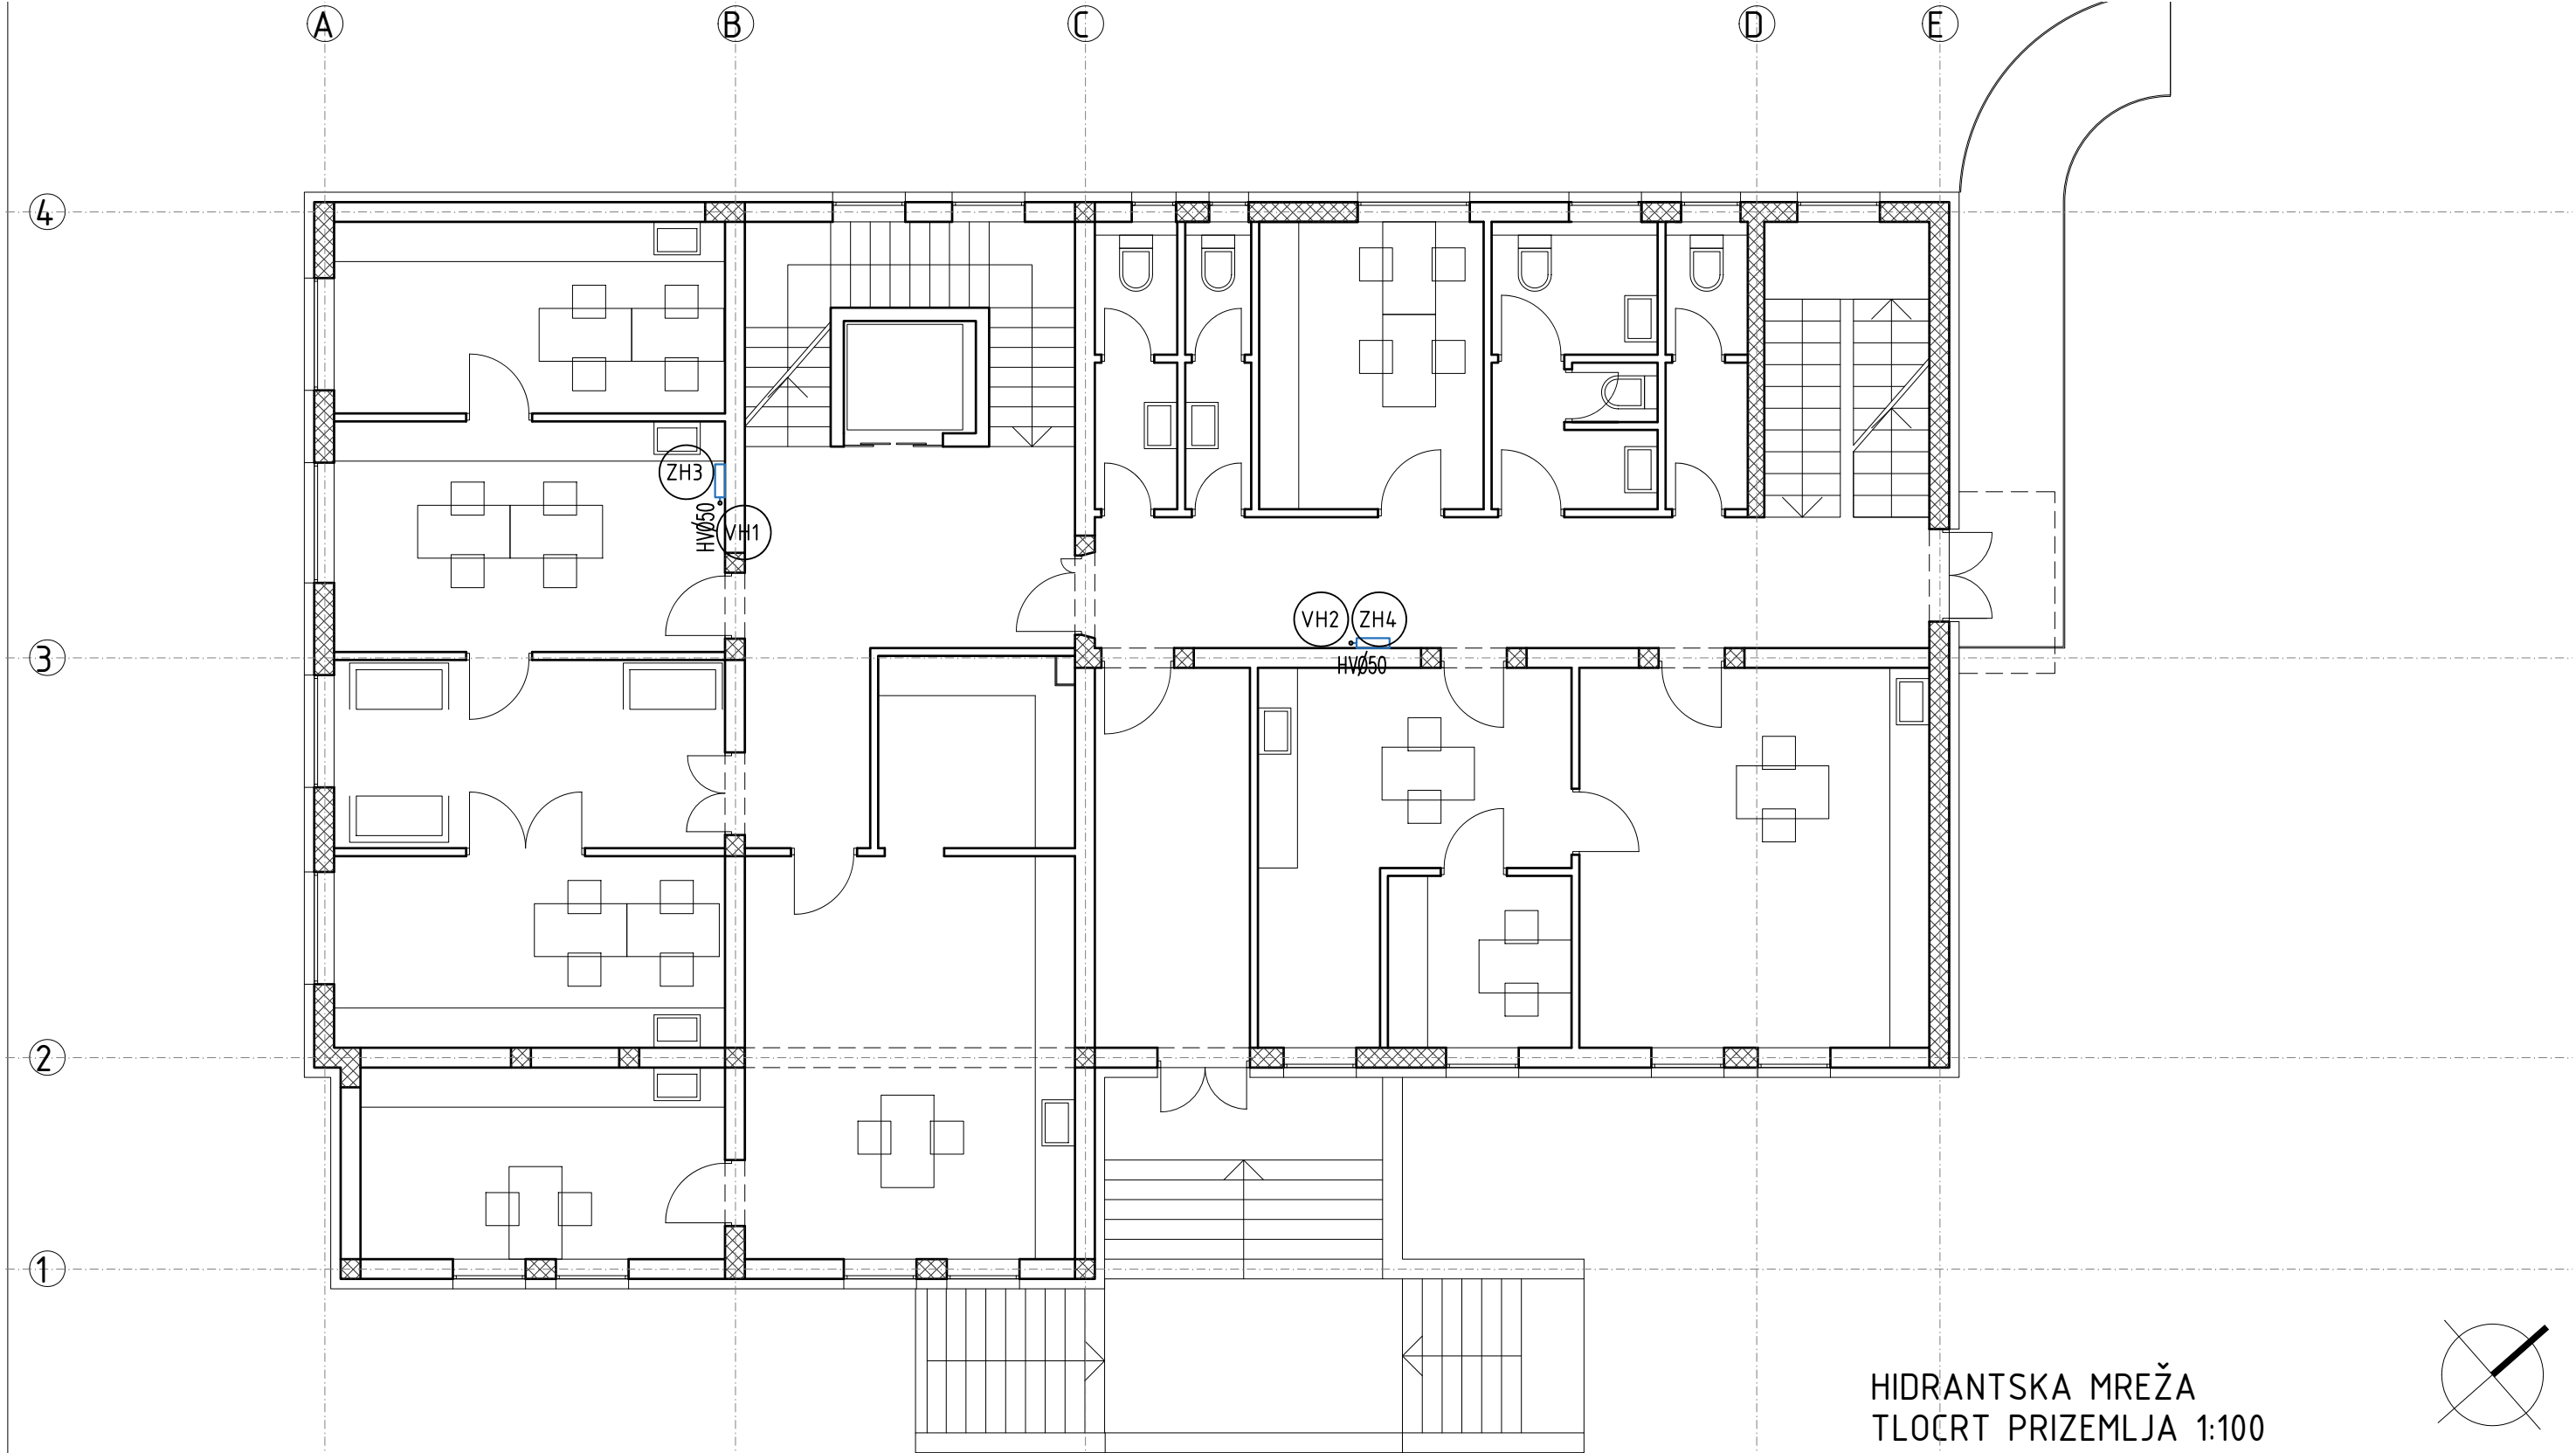 A
B
C
D
E
4
ZH3
HVØ50
VH1
VH2
ZH4
3
HVØ50
2
1
HIDRANTSKA MREŽA
TLOCRT PRIZEMLJA 1:100